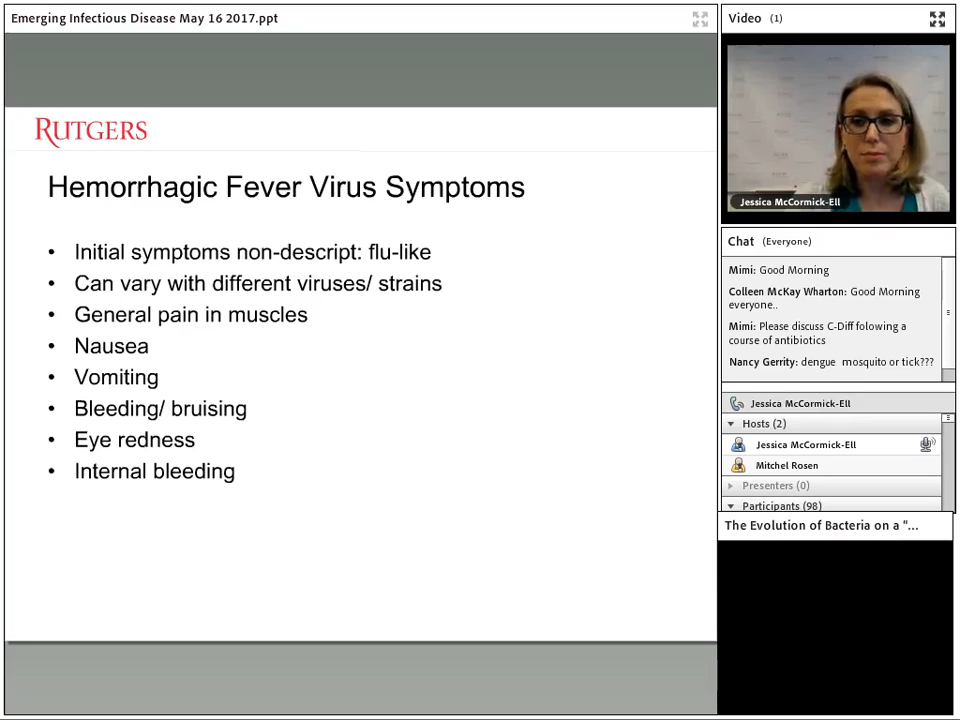 Emerging Infectious Disease May 16 2017.ppt
RUTGERS
Hemorrhagic Fever Virus Symptoms
• Initial symptoms non-descript: flu-like
• Can vary with different viruses/ strains
• General pain in muscles
• Nausea
• Vomiting
• Bleeding/ bruising
• Eye redness
• Internal bleeding
Video (1)
Jessica McCormick-Ell
Chat (Everyone)
Mimi: Good Morning
Colleen McKay Wharton: Good Morning
everyone..
Mimi: Please discuss C-Diff folowing a
course of antibiotics
Nancy Gerrity: dengue mosquito or tick???
Jessica McCormick-Ell
Hosts (2)
Jessica McCormick-Ell
Mitchel Rosen
Presenters (0)
Participants (98)
The Evolution of Bacteria on a "...